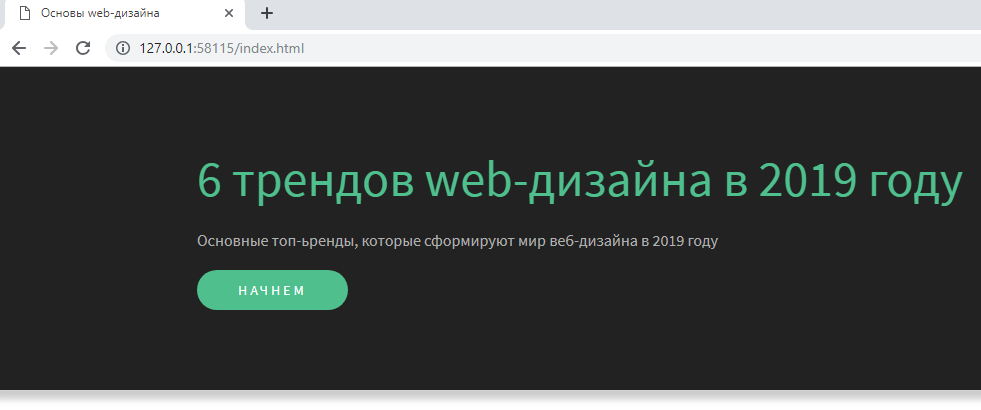 Основы web-дизайна
127.0.0.1:58115/index.html
6 трендов web-дизайна в 2019 году
Основные топ-ьренды, которые сформируют мир веб-дизайна в 2019 году
НАЧНЕМ